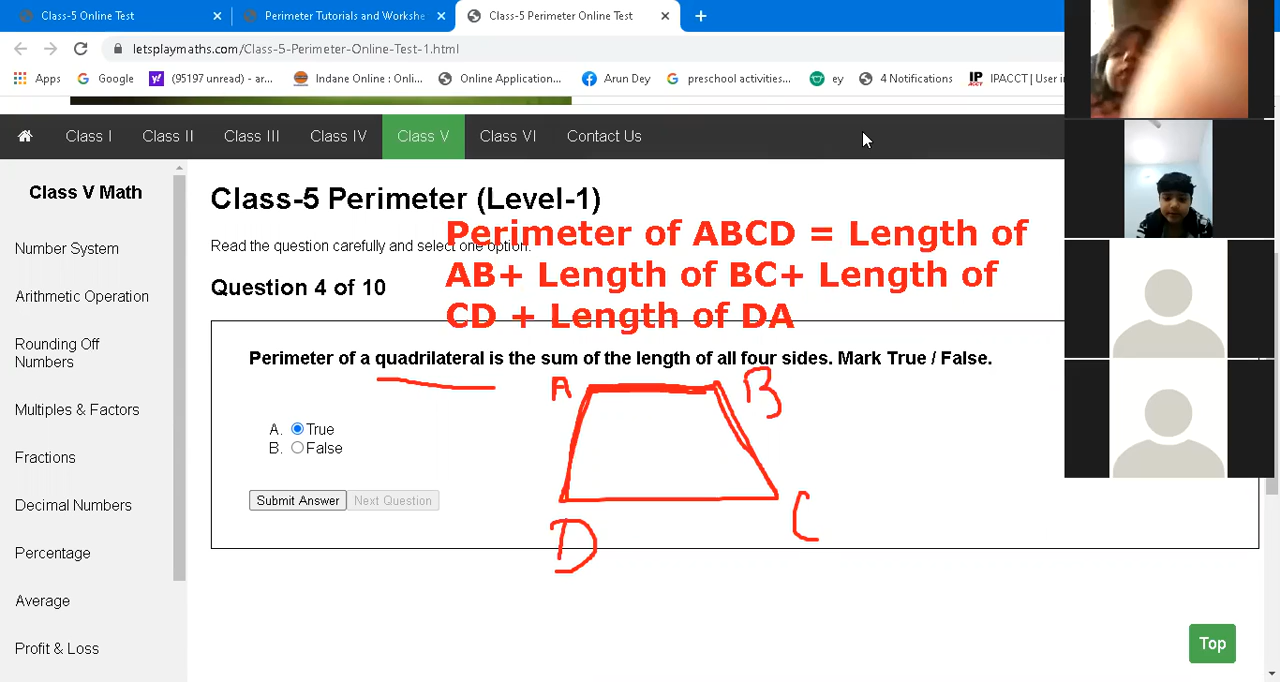 Class-5 Online Test
Perimeter Tutorials and Workshe
Class-5 Perimeter Online Test
letsplaymaths.com/Class-5-Perimeter-Online-Test-1.html
Apps
Google
(95197 unread) - ar...
Indane Online : Onli...
Online Application...
Arun Dey
preschool activities...
ey
4 Notifications
IPACCT | User in
Class I
Class II
Class III
Class IV
Class V
Class VI
Contact Us
Class V Math
Number System
Arithmetic Operation
Rounding Off
Numbers
Multiples & Factors
Fractions
Decimal Numbers
Percentage
Average
Profit & Loss
Class-5 Perimeter (Level-1)
Read the question carefully and select one option.
Perimeter of ABCD = Length of
AB+ Length of BC+ Length of
CD + Length of DA
Question 4 of 10
Perimeter of a quadrilateral is the sum of the length of all four sides. Mark True / False.
A. True
B. False
Submit Answer
Next Question
A
B
C
D
Top